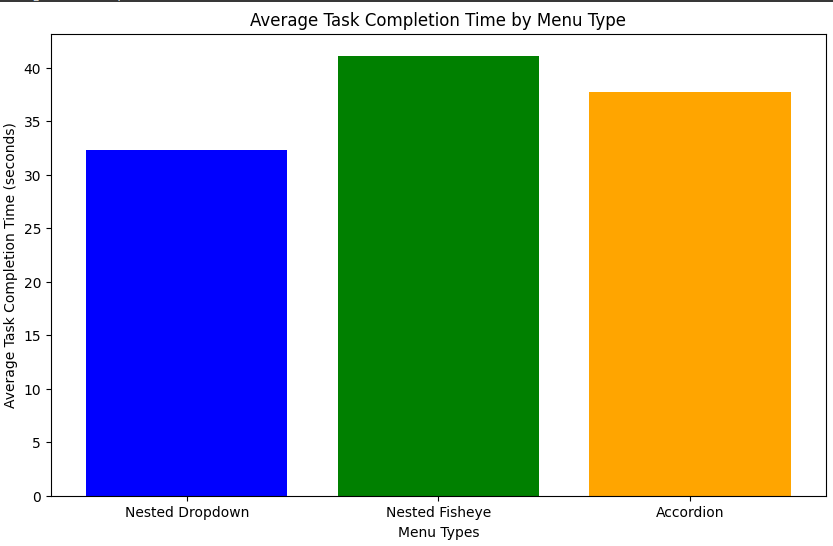 Average Task Completion Time by Menu Type
Average Task Completion Time (seconds)
40
35
30
25
20
15
10
5
0
Nested Dropdown
Nested Fisheye
Accordion
Menu Types